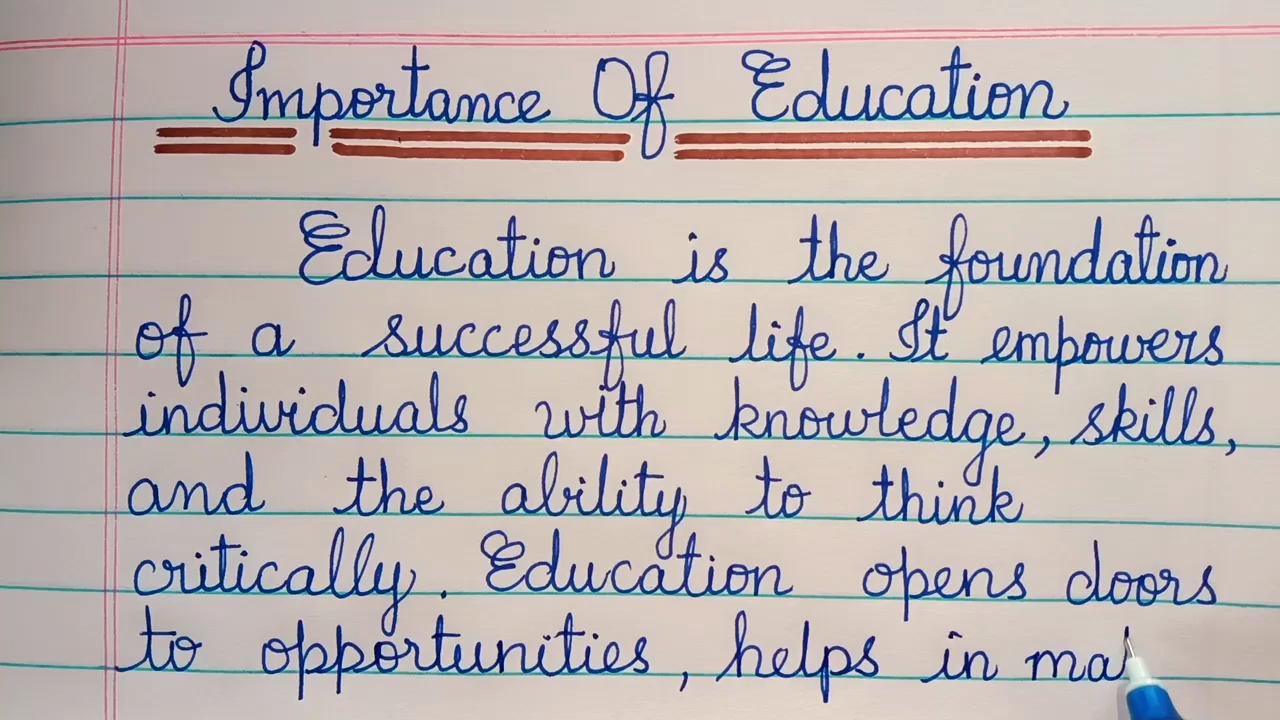 Importance Of Education
Education is the foundation
of a successful life. It empowers
individuals with knowledge, skills,
and the ability to think
critically. Education opens doors
to opportunities, helps in ma